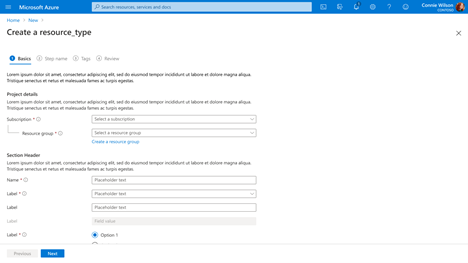 Microsoft Azure
Search resources, services and docs
Connie Wilson
CONTOSO
Home > New >
Create a resource_type
1 Basics
2 Step name
3 Tags
4 Review
Lorem ipsum dolor sit amet, consectetur adipiscing elit, sed do eiusmod tempor incididunt ut labore et dolore magna aliqua.
Tristique senectus et netus et malesuada fames ac turpis egestas.
Project details
Lorem ipsum dolor sit amet, consectetur adipiscing elit, sed do eiusmod tempor incididunt ut labore et dolore magna aliqua.
Tristique senectus et netus et malesuada fames ac turpis egestas.
Subscription *
Select a subscription
Resource group *
Select a resource group
Create a resource group
Section Header
Lorem ipsum dolor sit amet, consectetur adipiscing elit, sed do eiusmod tempor incididunt ut labore et dolore magna aliqua.
Tristique senectus et netus et malesuada fames ac turpis egestas.
Name *
Placeholder text
Label *
Placeholder text
Label
Placeholder text
Label
Field value
Label *
Option 1
Previous
Next